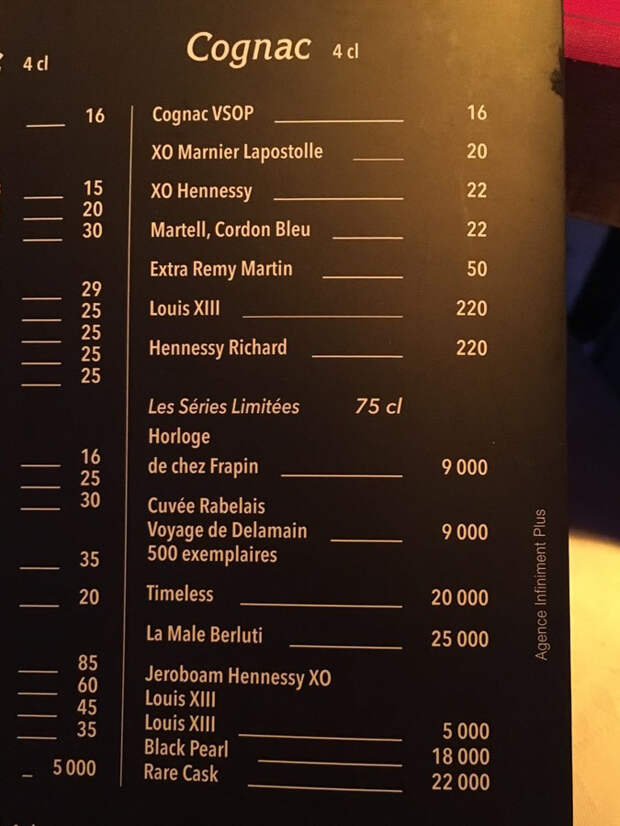 4 cl
16
15
20
30
29
25
25
25
25
16
25
30
35
20
85
60
45
35
5 000
Cognac 4 cl
Cognac VSOP 16
XO Marnier Lapostolle 20
XO Hennessy 22
Martell, Cordon Bleu 22
Extra Remy Martin 50
Louis XIII 220
Hennessy Richard 220
Les Séries Limitées 75 cl
Horloge
de chez Frapin 9 000
Cuvée Rabelais
Voyage de Delamain 9 000
500 exemplaires
Timeless 20 000
La Male Berluti 25 000
Jeroboam Hennessy XO
Louis XIII
Louis XIII 5 000
Black Pearl 18 000
Rare Cask 22 000
Agence Infiniment Plus